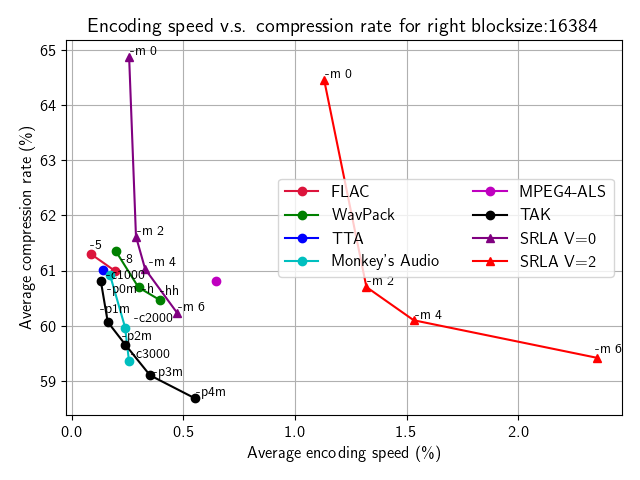 Encoding speed v.s. compression rate for right blocksize:16384
Average compression rate (%)
65
64
63
62
61
60
59
-m 0
-m 0
-m 2
-m 4
-m 6
-m 2
-m 4
-m 6
-5
-8
-c1000
-h
-hh
-p0m
-p1m
-c2000
-p2m
-c3000
-p3m
-p4m
FLAC
WavPack
TTA
Monkey's Audio
MPEG4-ALS
TAK
SRLA V=0
SRLA V=2
0.0 0.5 1.0 1.5 2.0
Average encoding speed (%)